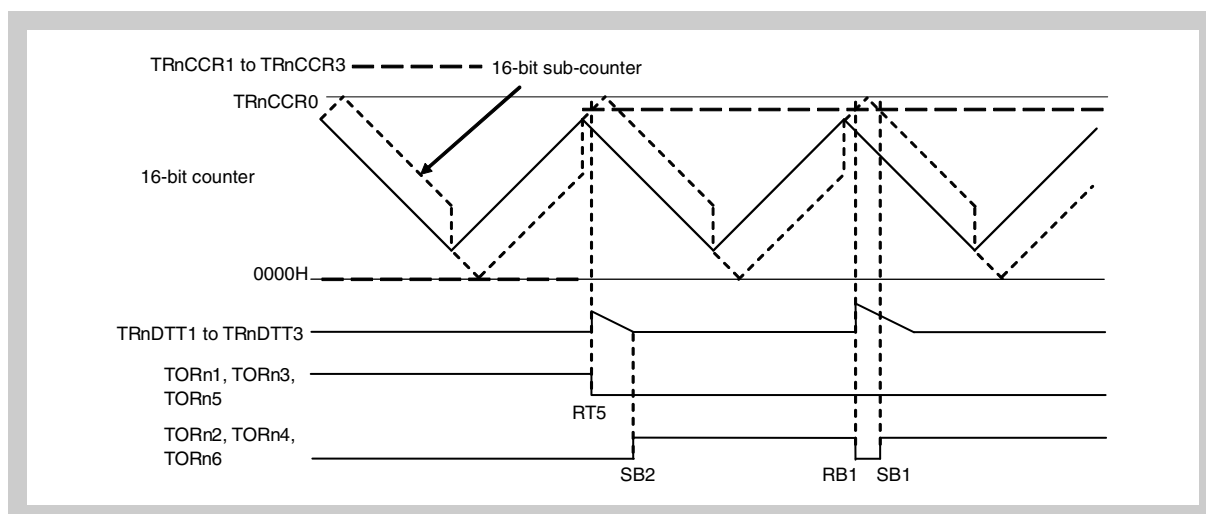 TRnCCR1 to TRnCCR3
16-bit sub-counter
TRnCCR0
16-bit counter
0000H
TRnDTT1 to TRnDTT3
TORn1, TORn3,
TORn5
RT5
TORn2, TORn4,
TORn6
SB2
RB1
SB1